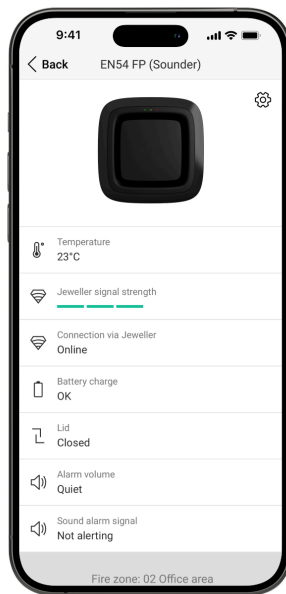 9:41
Back EN54 FP (Sounder)
Temperature
23°C
Jeweller signal strength
Connection via Jeweller
Online
Battery charge
OK
Lid
Closed
Alarm volume
Quiet
Sound alarm signal
Not alerting
Fire zone: 02 Office area